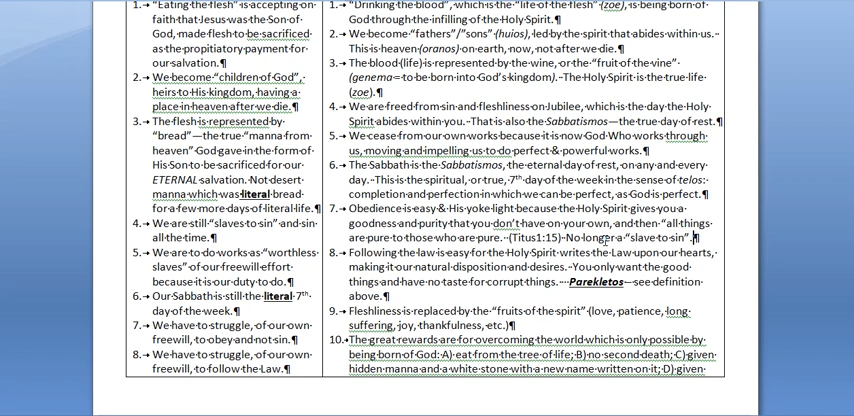 1. "Eating the flesh" is accepting on
faith that Jesus was the Son of
God, made flesh to be sacrificed
as the propitiatory payment for
our salvation.
2. We become "children of God",
heirs to His kingdom, having a
place in heaven after we die.
3. The flesh is represented by
"bread"—the true "manna from
heaven" God gave in the form of
His Son to be sacrificed for our
ETERNAL salvation. Not desert
manna which was literal bread
for a few more days of literal life.
4. We are still "slaves to sin" and sin
all the time.
5. We are to do works as "worthless
slaves" of our freewill effort
because it is our duty to do.
6. Our Sabbath is still the literal 7th
day of the week.
7. We have to struggle, of our own
freewill, to obey and not sin.
8. We have to struggle, of our own
freewill, to follow the Law.
1. "Drinking the blood", which is the "life of the flesh" (zoe), is being born of
God through the infilling of the Holy Spirit.
2. We become "fathers"/"sons" (huios), led by the spirit that abides within us.
This is heaven (oranos) on earth, now, not after we die.
3. The blood (life) is represented by the wine, or the "fruit of the vine"
(genema = to be born into God's kingdom). The Holy Spirit is the true life
(zoe).
4. We are freed from sin and fleshliness on Jubilee, which is the day the Holy
Spirit abides within you. That is also the Sabbatismos—the true day of rest.
5. We cease from our own works because it is now God Who works through
us, moving and impelling us to do perfect & powerful works.
6. The Sabbath is the Sabbatismos, the eternal day of rest, on any and every
day. This is the spiritual, or true, 7th day of the week in the sense of telos:
completion and perfection in which we can be perfect, as God is perfect.
7. Obedience is easy & His yoke light because the Holy Spirit gives you a
goodness and purity that you don't have on your own, and then "all things
are pure to those who are pure. (Titus 1:15) No longer a "slave to sin".
8. Following the law is easy for the Holy Spirit writes the Law upon our hearts,
making it our natural disposition and desires. You only want the good
things and have no taste for corrupt things. Parekletos—see definition
above.
9. Fleshliness is replaced by the "fruits of the spirit" (love, patience, long
suffering, joy, thankfulness, etc.)
10. The great rewards are for overcoming the world which is only possible by
being born of God: A) eat from the tree of life; B) no second death; C) given
hidden manna and a white stone with a new name written on it; D) given